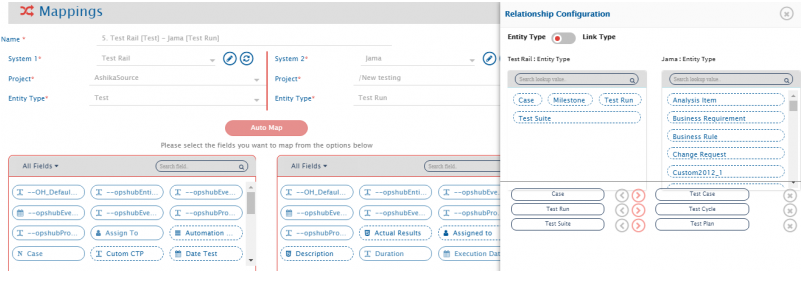 Mappings
Name *
S. Test Rail [Test] - Jama [Test Run]
System 1*
Test Rail
System 2*
Jama
Project*
AshikaSource
Project*
/New testing
Entity Type*
Test
Entity Type*
Test Run
Auto Map
Please select the fields you want to map from the options below
All Fields
Search field..
All Fields
Search field..
--OH_Defaul...
--opshubEnti...
--opshubEve...
--opshubEve...
--opshubEve...
--opshubPro...
--opshubPro...
Assign To
Automation ...
Case
Cutom CTP
Date Test
--OH_Defaul...
--opshubEnti...
--opshubEve
--opshubEve...
--opshubEve...
--opshubPro.
--opshubPro...
Actual Results
Assigned to
Description
Duration
Execution Dat
Relationship Configuration
Entity Type
Link Type
Test Rail : Entity Type
Search lookup value
Case
Milestone
Test Run
Test Suite
Jama : Entity Type
Search lookup value
Analysis Item
Business Requirement
Business Rule
Change Request
Custom2012_1
Case
Test Case
Test Run
Test Cycle
Test Suite
Test Plan